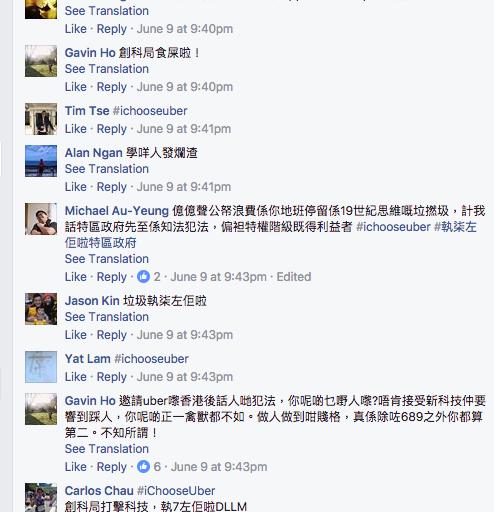 See Translation
Like · Reply · June 9 at 9:40pm
Gavin Ho 創科局食屎啦！
See Translation
Like · Reply · June 9 at 9:40pm
Tim Tse #ichooseuber
Like · Reply · June 9 at 9:41pm
Alan Ngan 學咩人發爛渣
See Translation
Like · Reply · June 9 at 9:41pm
Michael Au-Yeung 億億聲公帑浪費係你地班停留係19世紀思維嘅垃撚圾，計我
話特區政府先至係知法犯法，偏袒特權階級既得利益者 #ichooseuber #執柒左
佢啦特區政府
See Translation
Like · Reply · 2 · June 9 at 9:43pm · Edited
Jason Kin 垃圾執柒左佢啦
See Translation
Like · Reply · June 9 at 9:43pm
Yat Lam #ichooseuber
Like · Reply · June 9 at 9:43pm
Gavin Ho 邀請uber嚟香港後話人哋犯法，你呢啲乜嘢人嚟?唔肯接受新科技仲要
響到踩人，你呢啲正一禽獸都不如。做人做到咁賤格，真係除咗689之外你都算
第二。不知所謂！
See Translation
Like · Reply · 6 · June 9 at 9:43pm
Carlos Chau #iChooseUber
創科局打擊科技，執7左佢啦DLLM